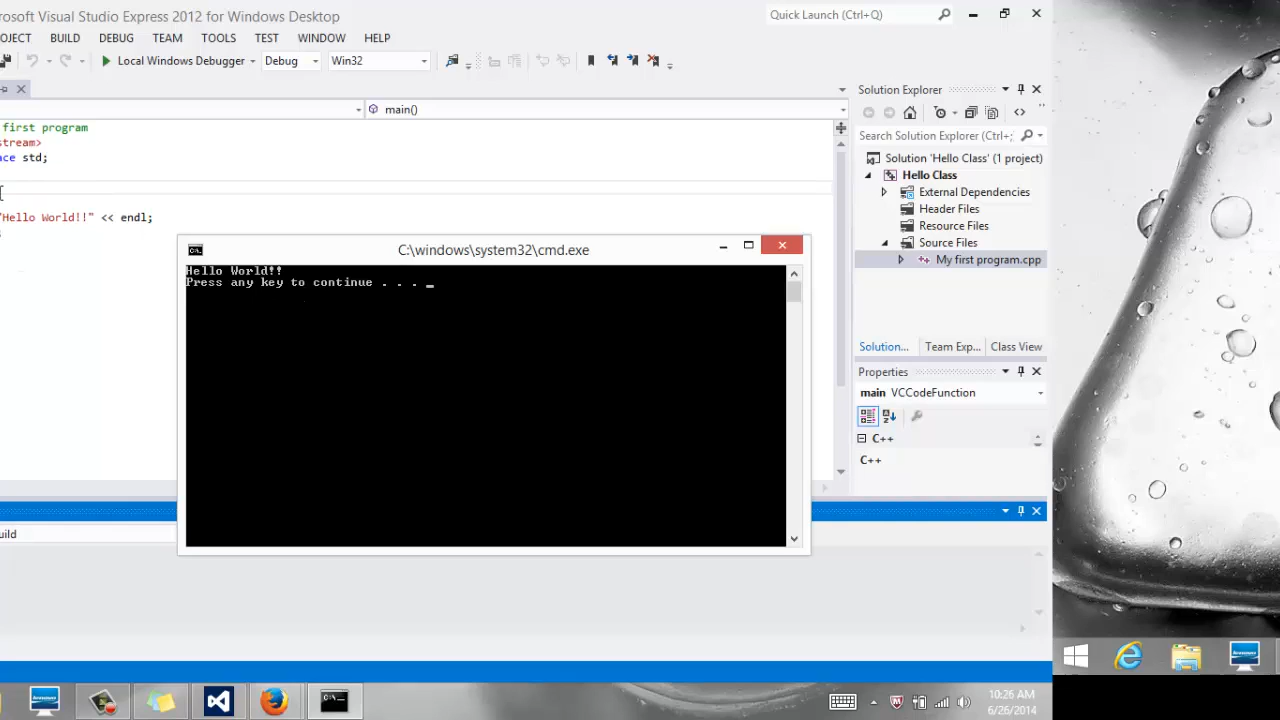 rosoft Visual Studio Express 2012 for Windows Desktop
Quick Launch (Ctrl+Q)
OJECT BUILD DEBUG TEAM TOOLS TEST WINDOW HELP
Local Windows Debugger Debug Win32
main()
first program
stream>
ace std;
{
"Hello World!!" << endl;
C:\windows\system32\cmd.exe
Hello World!!
Press any key to continue . . . _
uild
Solution Explorer
Search Solution Explorer (Ctrl+;
Solution 'Hello Class' (1 project)
Hello Class
External Dependencies
Header Files
Resource Files
Source Files
My first program.cpp
Solution... Team Exp... Class View
Properties
main VCCodeFunction
C++
C++
10:26 AM
6/26/2014